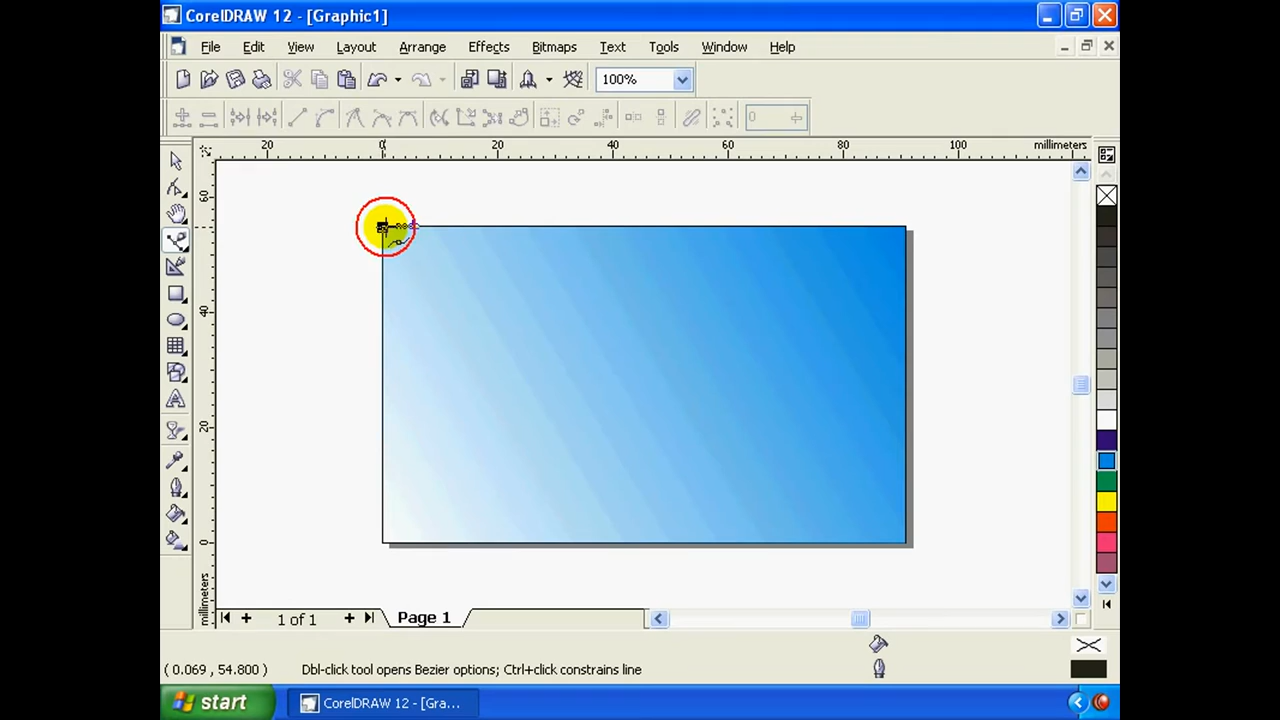 CorelDRAW 12 - [Graphic1]
File Edit View Layout Arrange Effects Bitmaps Text Tools Window Help
100%
0
20 0 20 40 60 80 100 millimeters
60
40
20
0
millimeters
node
1 of 1 Page 1
( 0.069 , 54.800 ) Dbl-click tool opens Bezier options; Ctrl+click constrains line
start CorelDRAW 12 - [Gra...